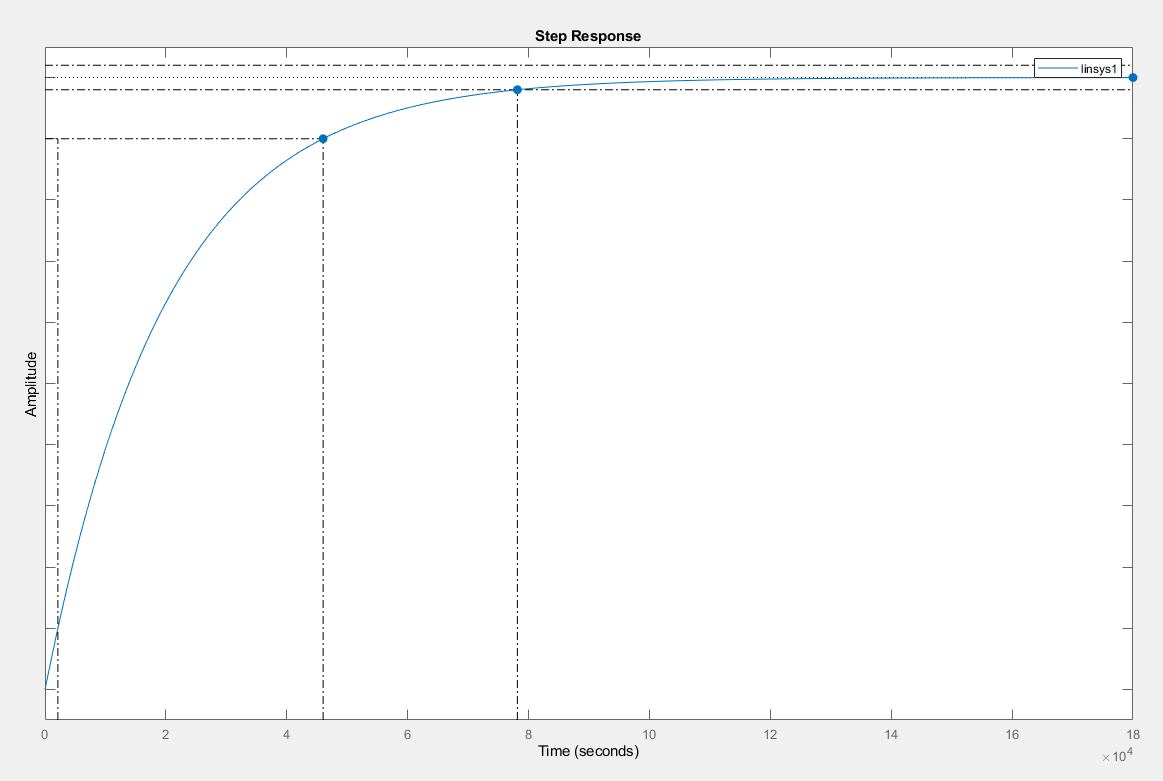 Step Response
linsys1
Amplitude
0 2 4 6 8 10 12 14 16 18
Time (seconds)
×10⁴